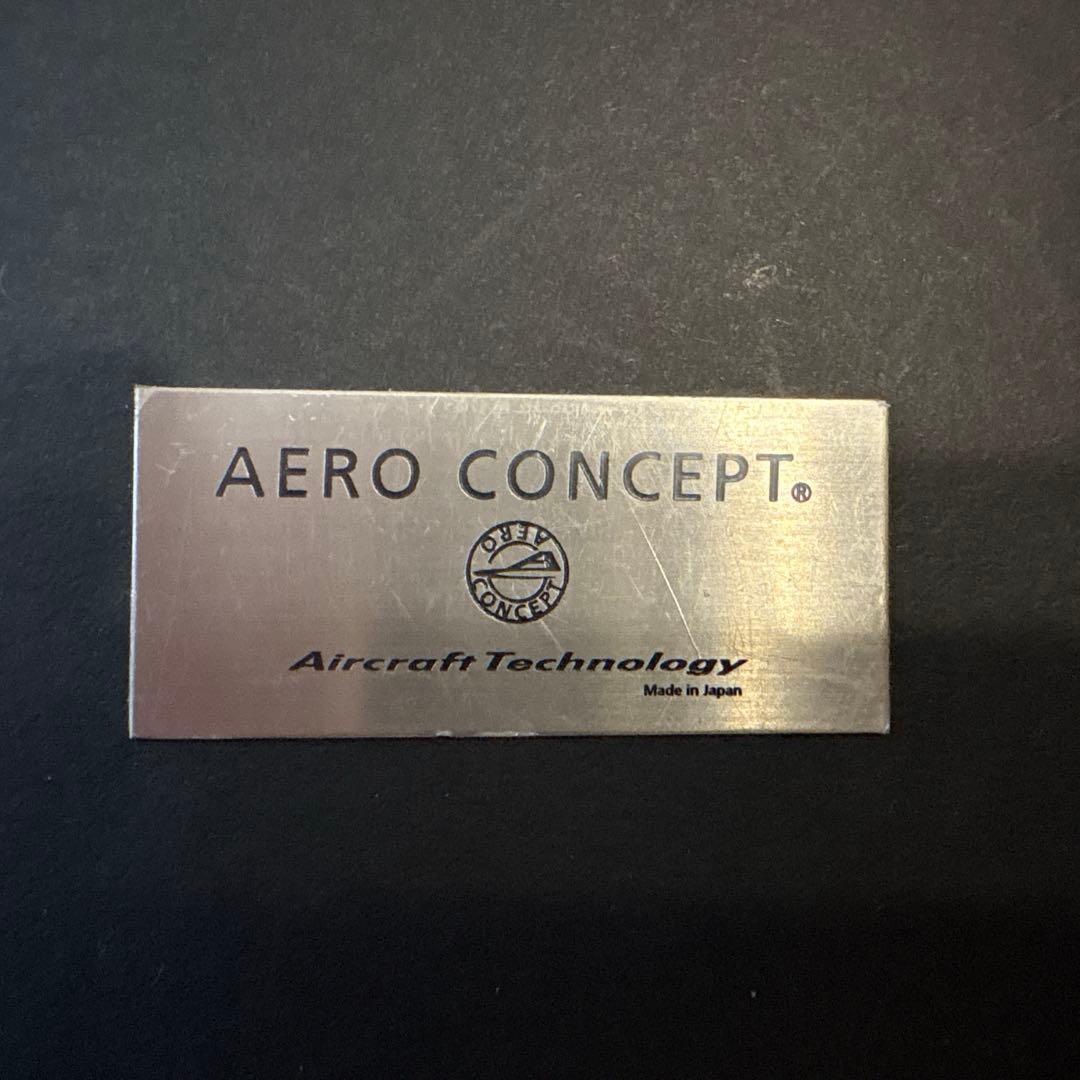 AERO CONCEPT®
AERO
CONCEPT
Aircraft Technology
Made in Japan